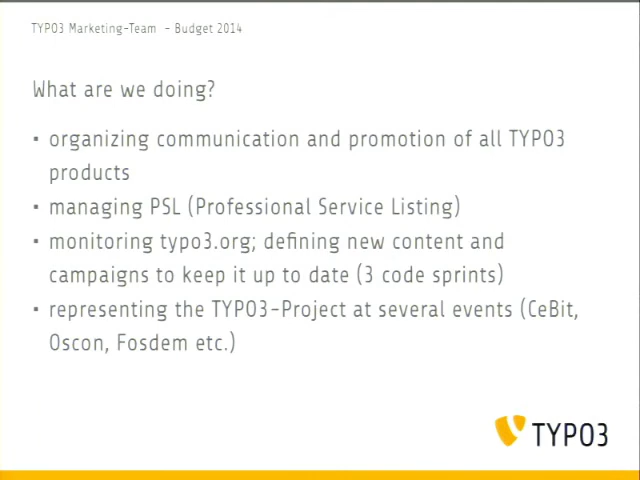 TYPO3 Marketing-Team - Budget 2014
What are we doing?
▪ organizing communication and promotion of all TYPO3
products
▪ managing PSL (Professional Service Listing)
▪ monitoring typo3.org; defining new content and
campaigns to keep it up to date (3 code sprints)
▪ representing the TYPO3-Project at several events (CeBit,
Oscon, Fosdem etc.)
TYPO3